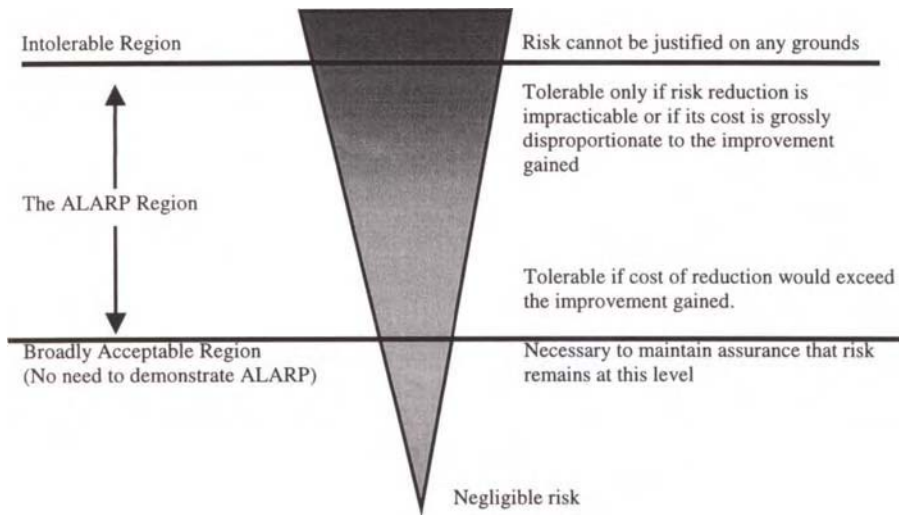 Intolerable Region
Risk cannot be justified on any grounds
Tolerable only if risk reduction is
impracticable or if its cost is grossly
disproportionate to the improvement
gained
The ALARP Region
Tolerable if cost of reduction would exceed
the improvement gained.
Broadly Acceptable Region
(No need to demonstrate ALARP)
Necessary to maintain assurance that risk
remains at this level
Negligible risk